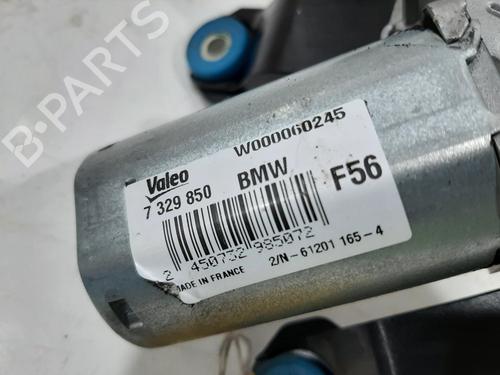 B-PARTS
W000060245
Valeo
7 329 850 BMW F56
2 450732 985072
MADE IN FRANCE 2/N-61201 165-4